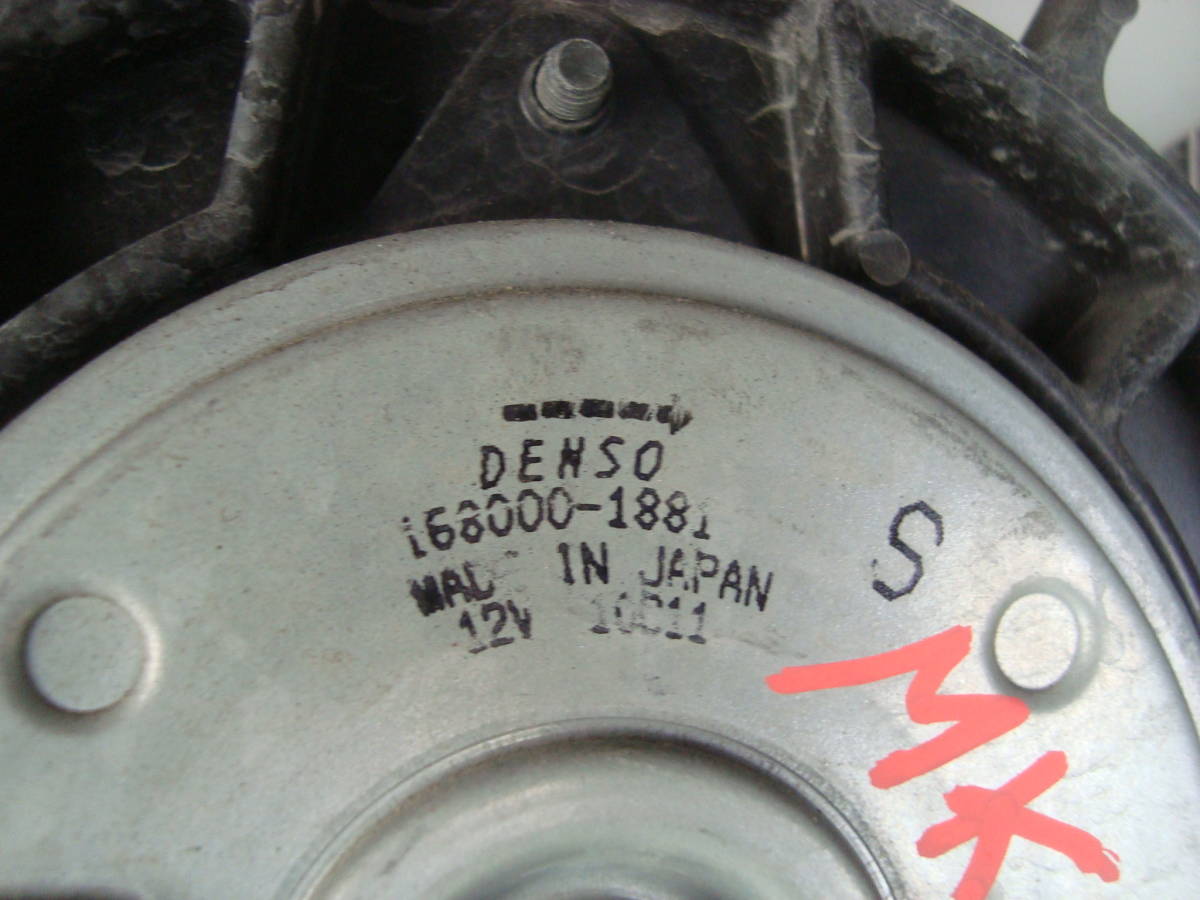 DENSO
168000-1881
IN JAPAN
12V
S
MK